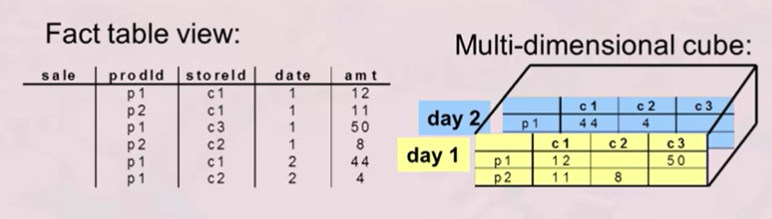 Fact table view:
sale prodId storeId date amt
p1 c1 1 12
p2 c1 1 11
p1 c3 1 50
p2 c2 1 8
p1 c1 2 44
p1 c2 2 4
Multi-dimensional cube:
day 2
c1 c2 c3
p1 44 4
day 1
c1 c2 c3
p1 12 50
p2 11 8